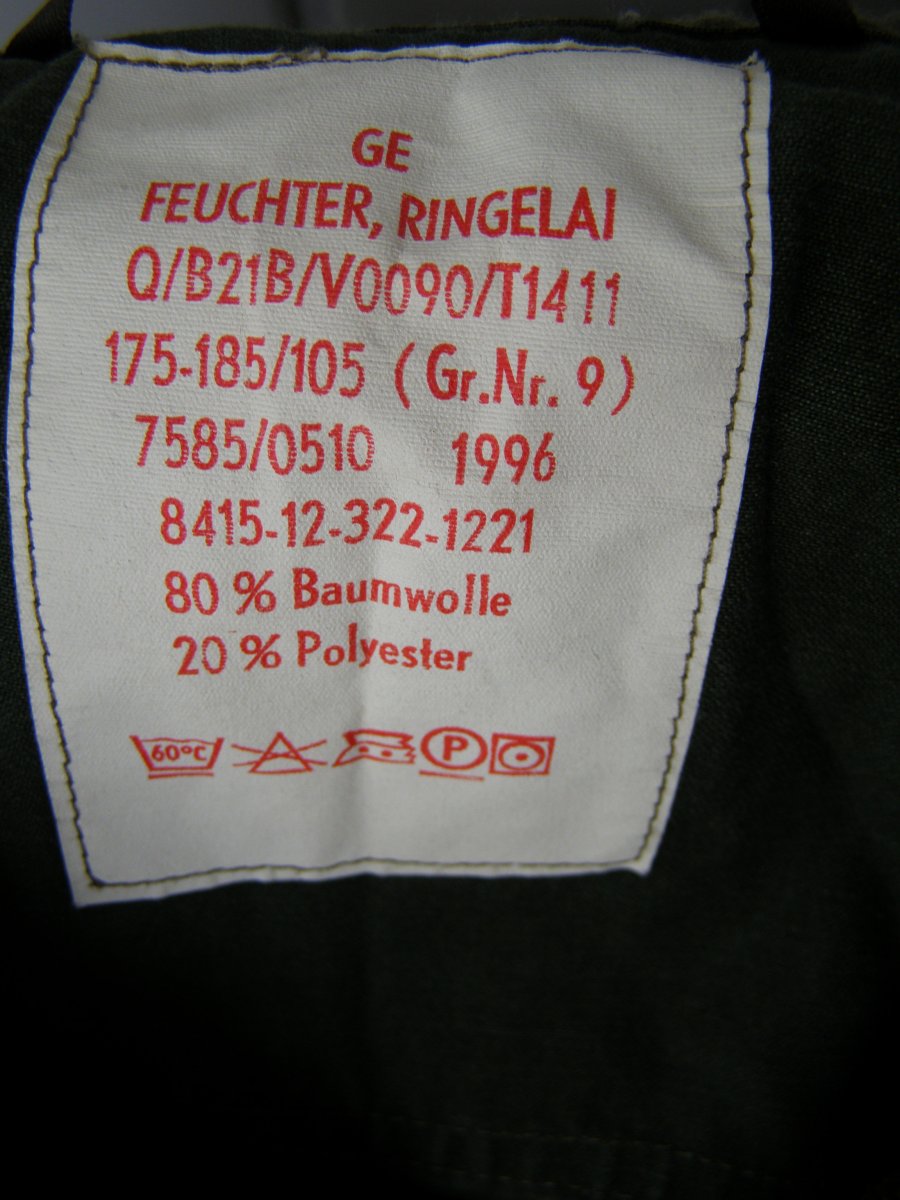 GE
FEUCHTER, RINGELAI
Q/B21B/V0090/T1411
175-185/105 (Gr.Nr. 9)
7585/0510 1996
8415-12-322-1221
80 % Baumwolle
20 % Polyester
60°C P